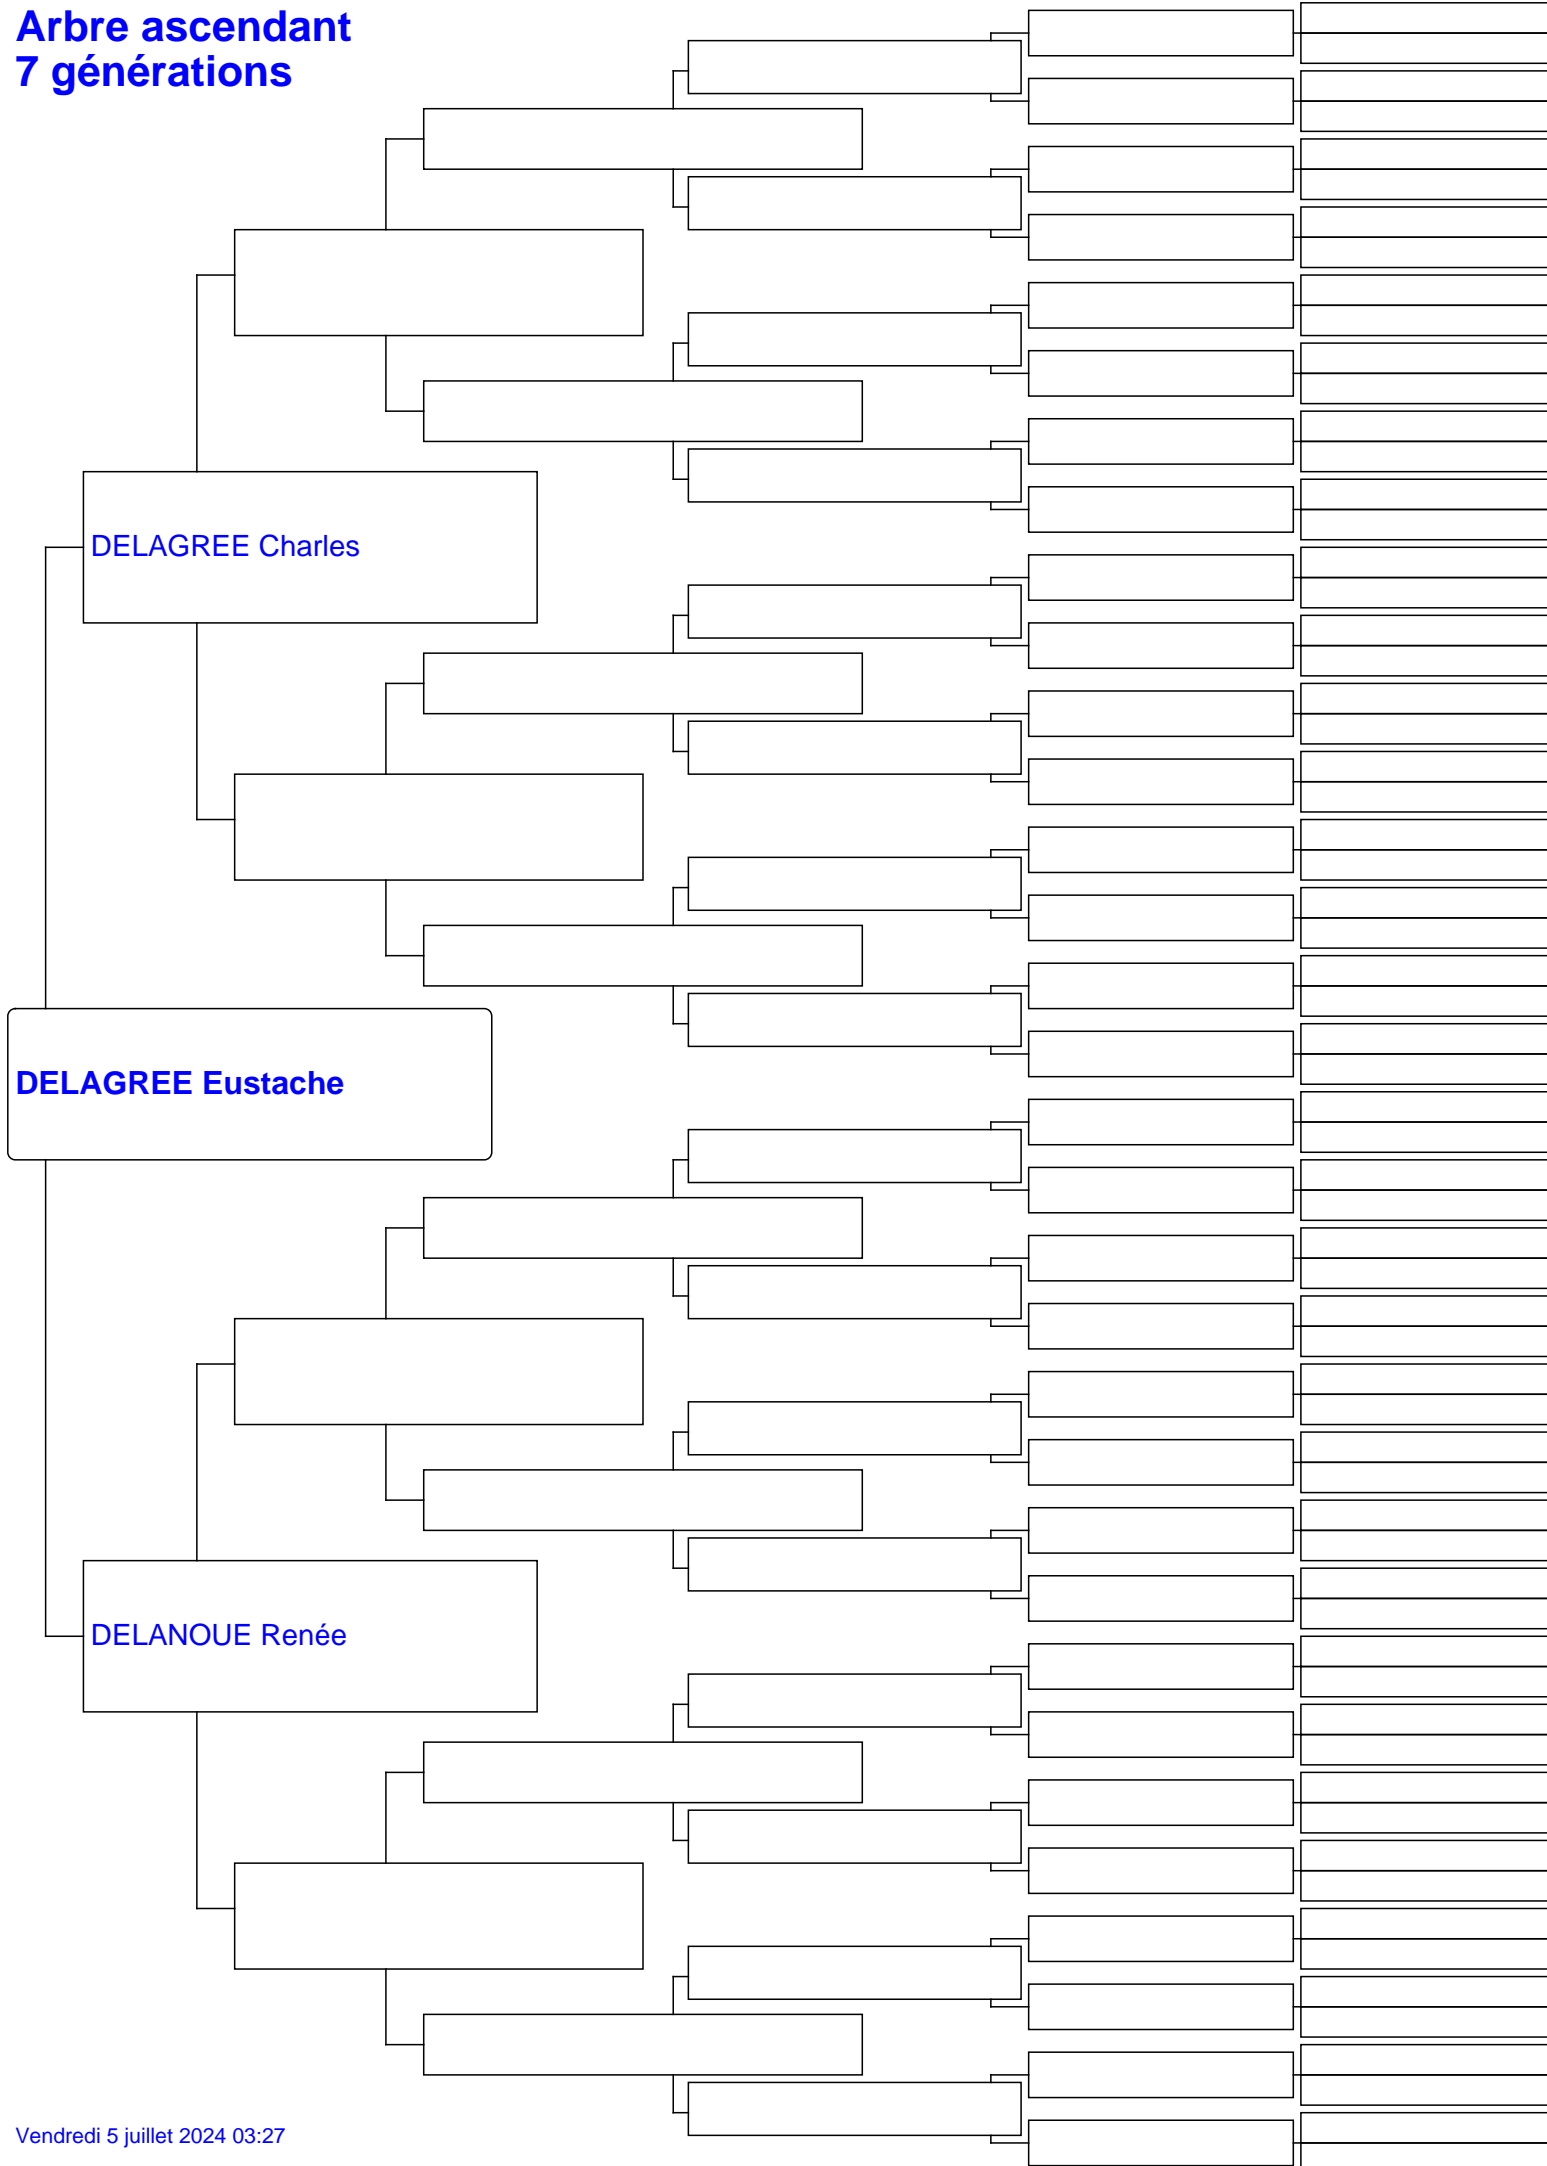 Arbre ascendant
7 générations
DELAGREE Charles
DELAGREE Eustache
DELANOUE Renée
Vendredi 5 juillet 2024 03:27